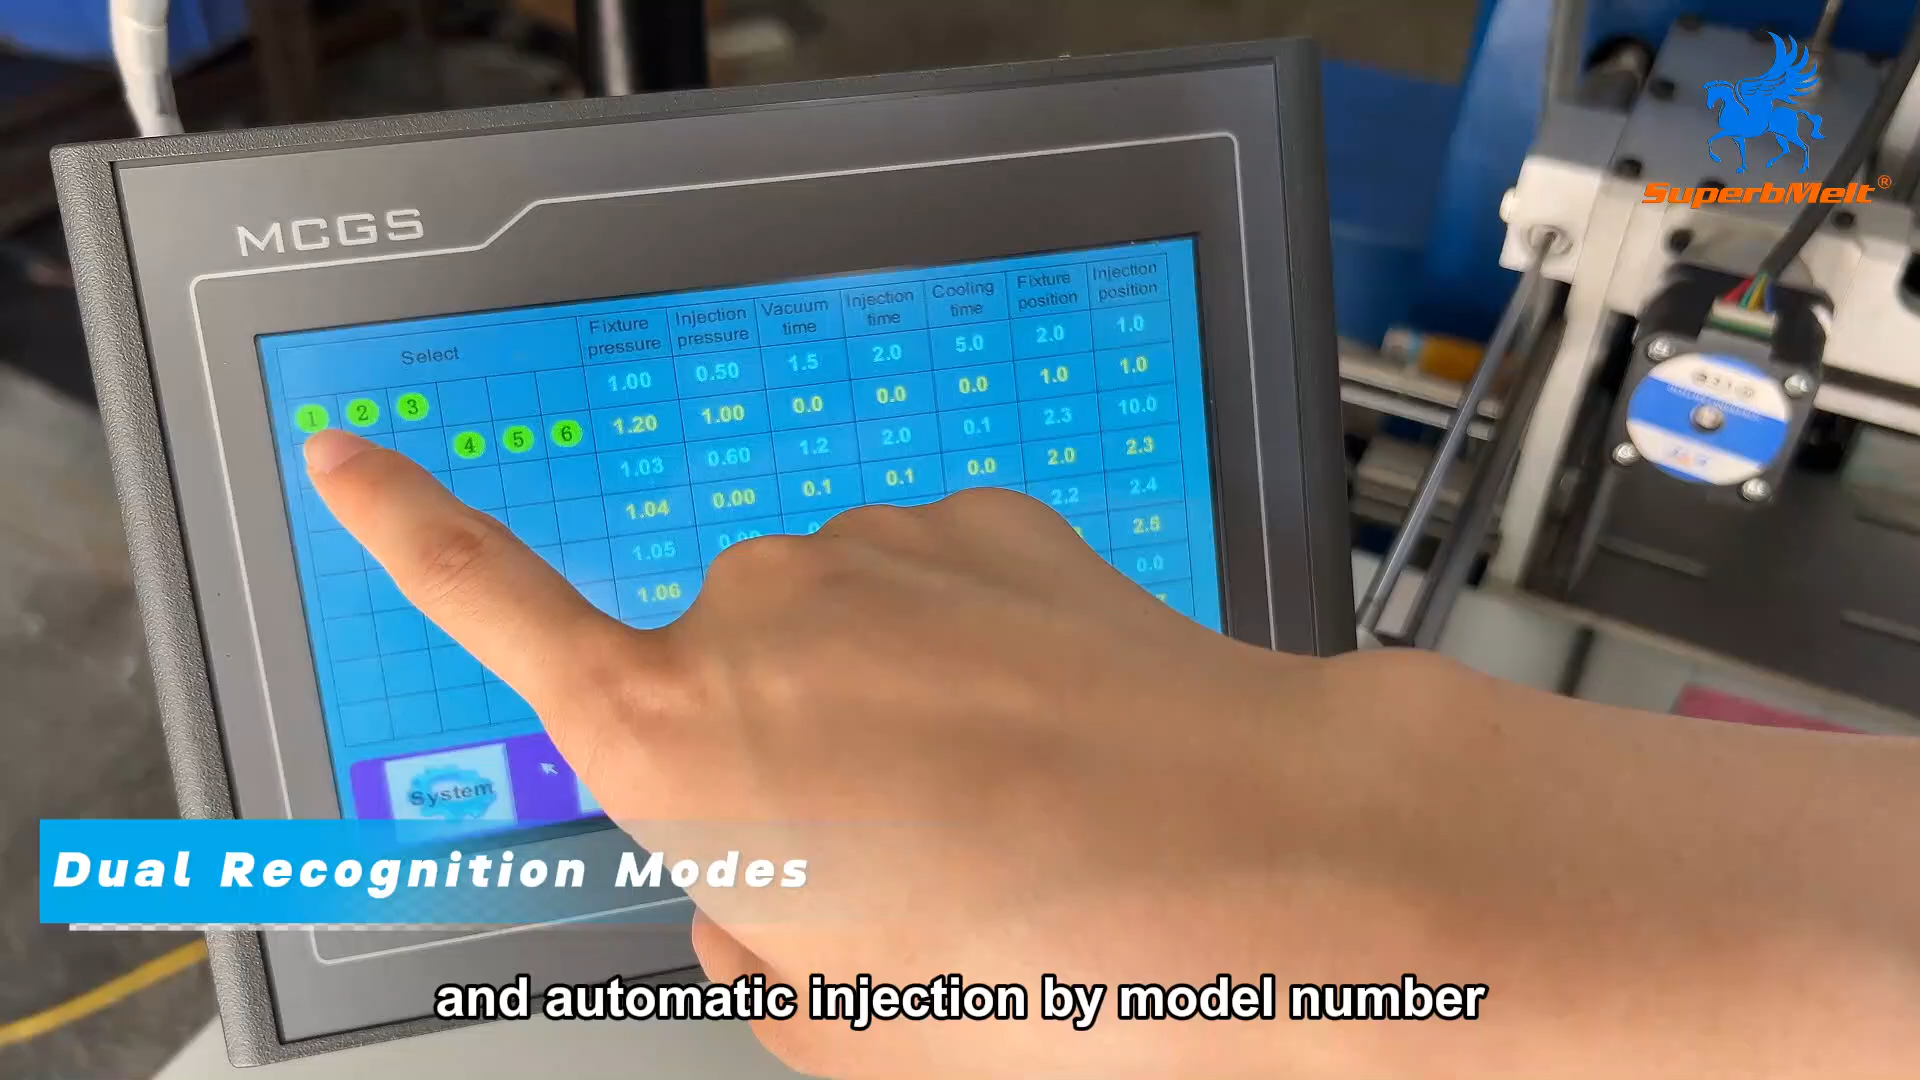 SuperbMelt®
MCGS
Select Fixture pressure Injection pressure Vacuum time Injection time Cooling time Fixture position Injection position
1 2 3 1.00 0.50 1.5 2.0 5.0 2.0 1.0
4 5 6 1.20 1.00 0.0 0.0 0.0 1.0 1.0
1.03 0.60 1.2 2.0 0.1 2.3 10.0
1.04 0.00 0.1 0.1 0.0 2.0 2.3
1.05 2.2 2.4
1.06 2.5
0.0
System
Dual Recognition Modes
and automatic injection by model number